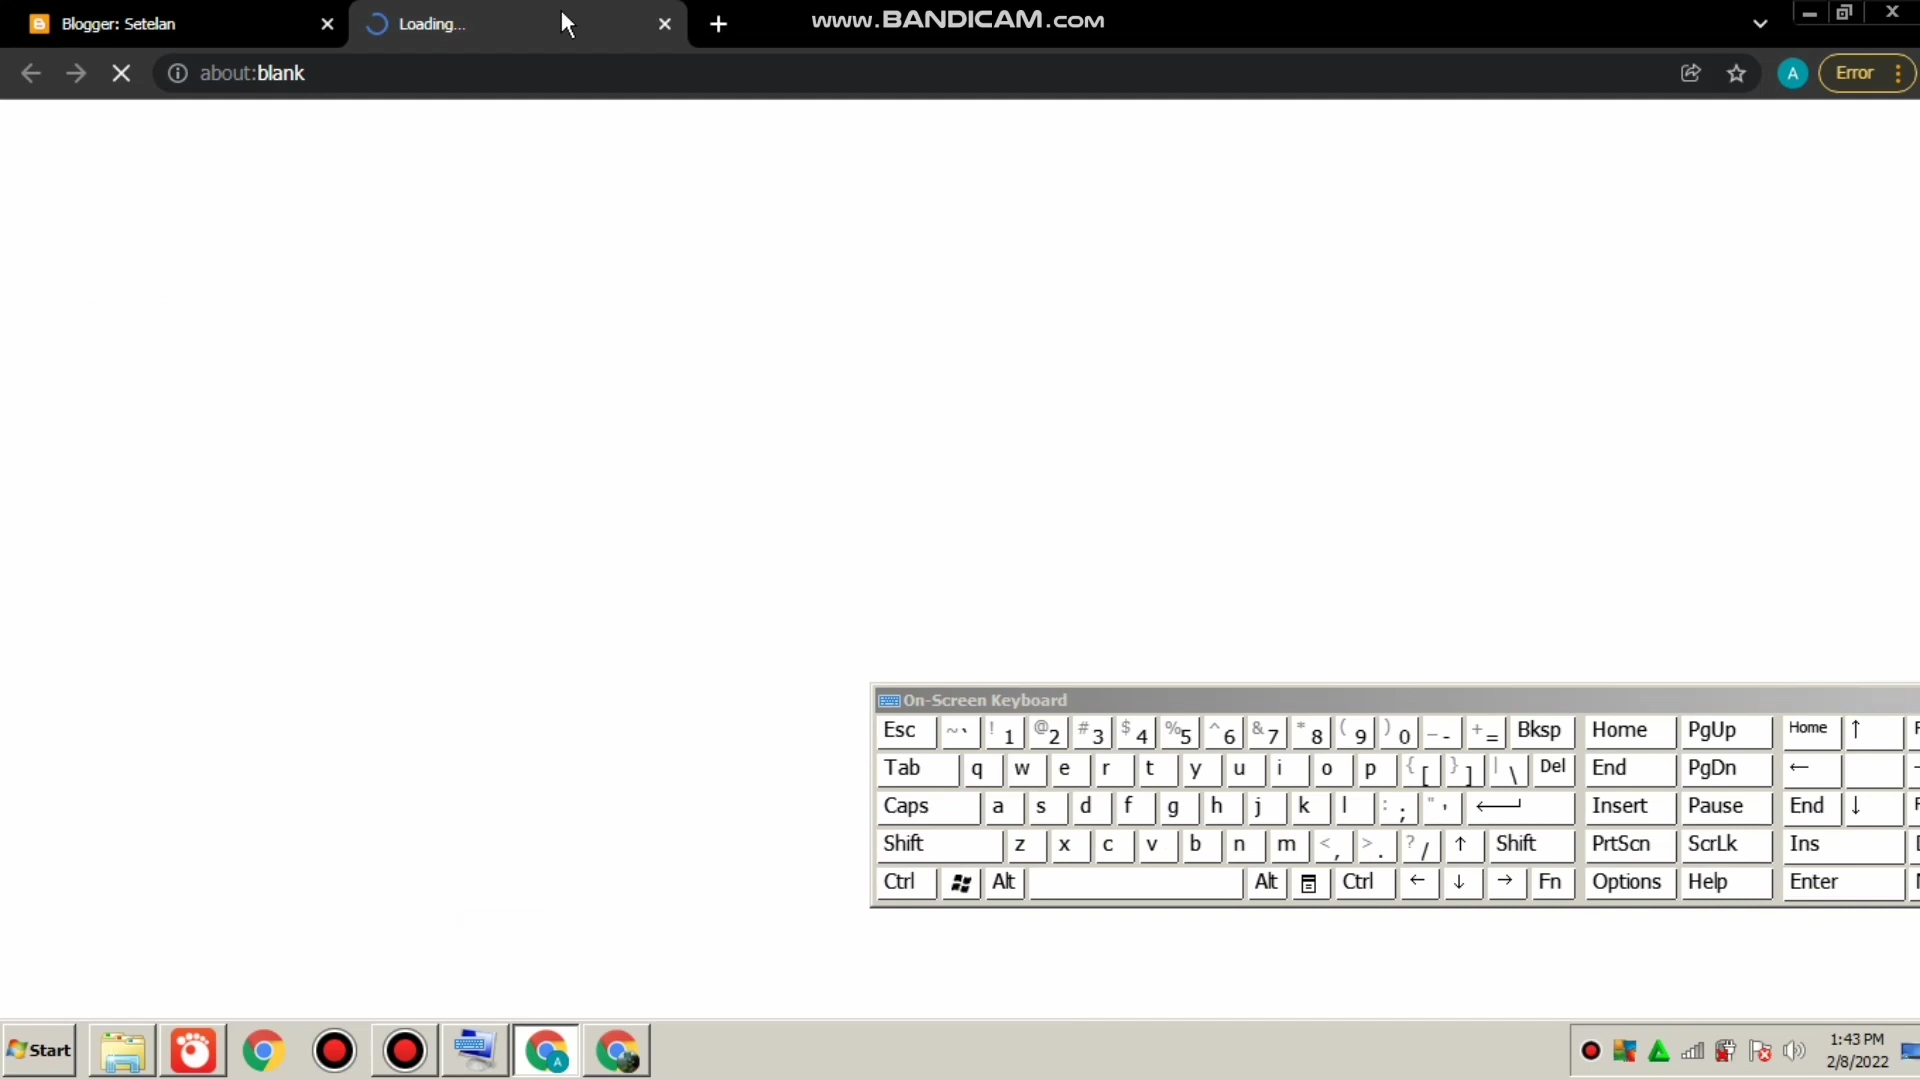 Blogger: Setelan
Loading...
www.BANDICAM.com
about:blank
A
Error
On-Screen Keyboard
Esc ~ ` ! 1 @ 2 # 3 $ 4 % 5 ^ 6 & 7 * 8 ( 9 ) 0 _ - + = Bksp Home PgUp Home ↑
Tab q w e r t y u i o p { [ } ] | \ Del End PgDn ←
Caps a s d f g h j k l : ; " ' Insert Pause End ↓
Shift z x c v b n m < , > . ? / ↑ Shift PrtScn ScrLk Ins
Ctrl Alt Alt Ctrl ← ↓ → Fn Options Help Enter
Start
A
1:43 PM
2/8/2022